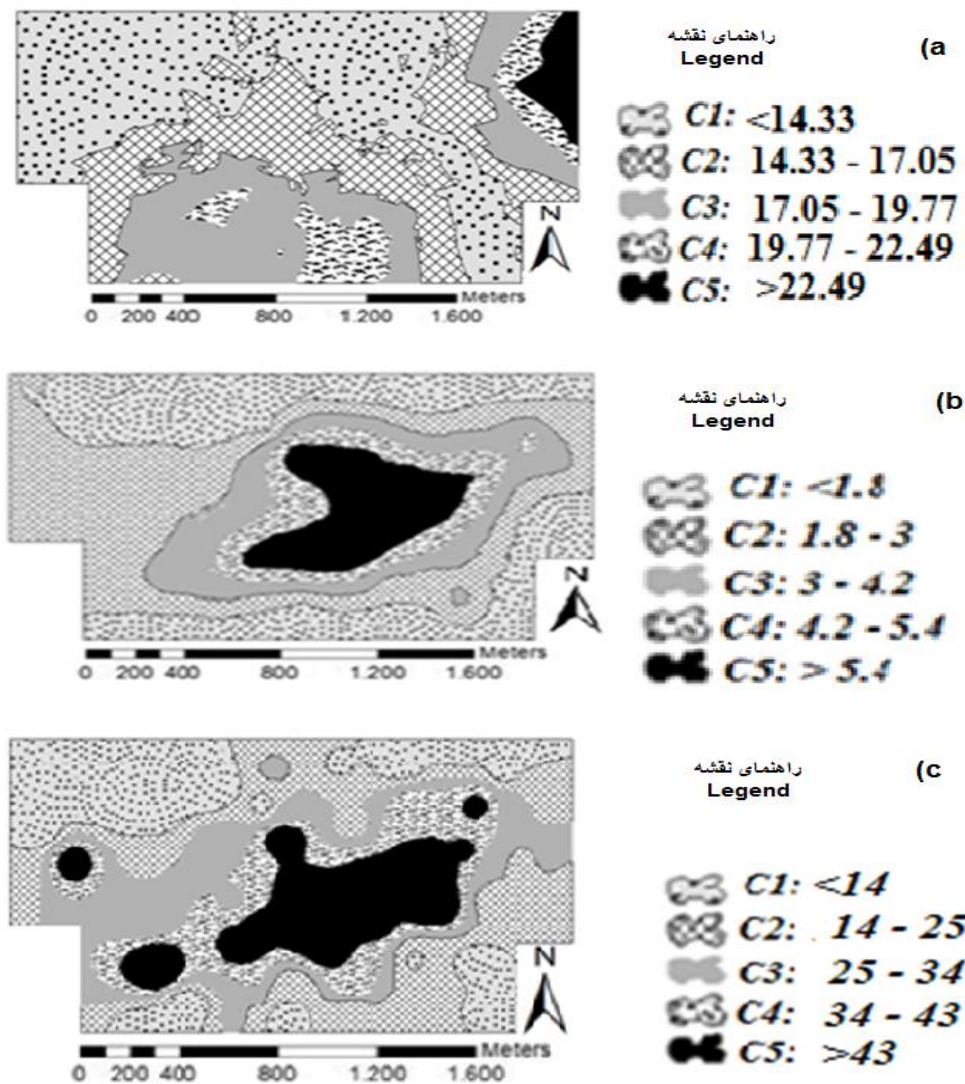 راهنمای نقشه
Legend
(a
C1: <14.33
C2: 14.33 - 17.05
C3: 17.05 - 19.77
C4: 19.77 - 22.49
C5: >22.49
N
Meters
0 200 400 800 1.200 1.600
راهنمای نقشه
Legend
(b
C1: <1.8
C2: 1.8 - 3
C3: 3 - 4.2
C4: 4.2 - 5.4
C5: > 5.4
N
Meters
0 200 400 800 1.200 1.600
راهنمای نقشه
Legend
(c
C1: <14
C2: 14 - 25
C3: 25 - 34
C4: 34 - 43
C5: >43
N
Meters
0 200 400 800 1.200 1.600